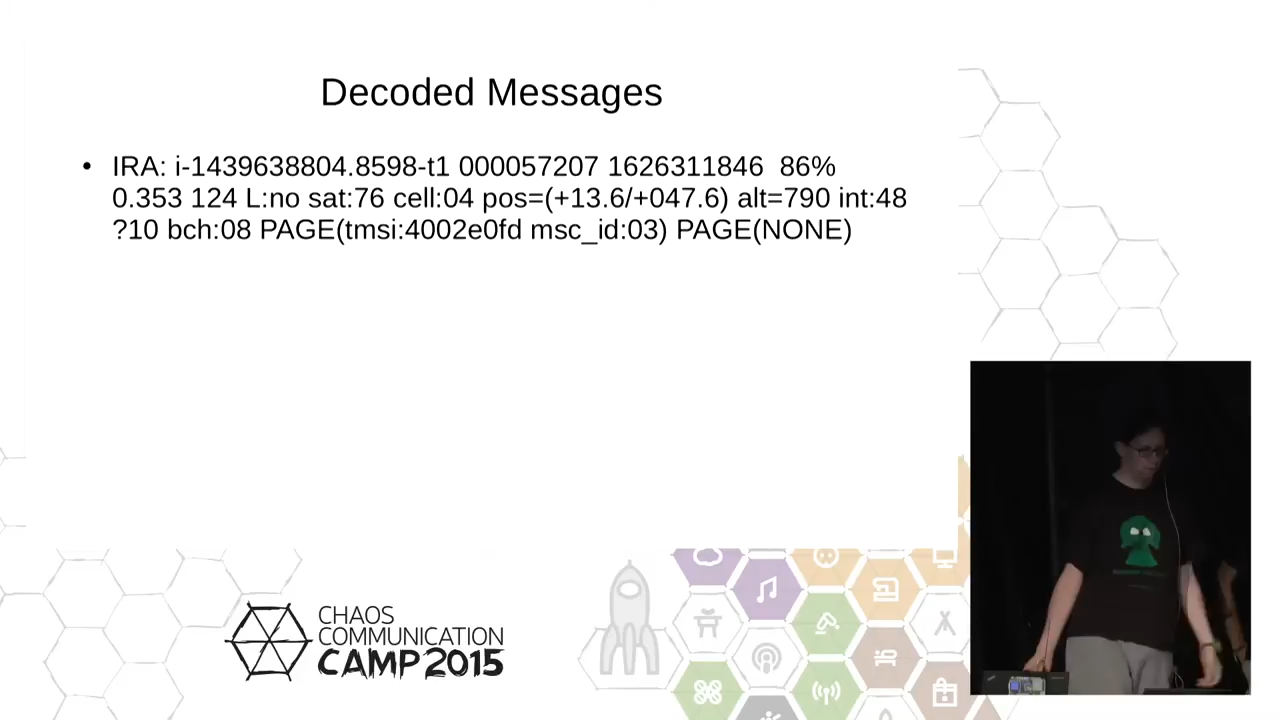 Decoded Messages
• IRA: i-1439638804.8598-t1 000057207 1626311846  86%
0.353 124 L:no sat:76 cell:04 pos=(+13.6/+047.6) alt=790 int:48
?10 bch:08 PAGE(tmsi:4002e0fd msc_id:03) PAGE(NONE)
CHAOS
COMMUNICATION
CAMP 2015